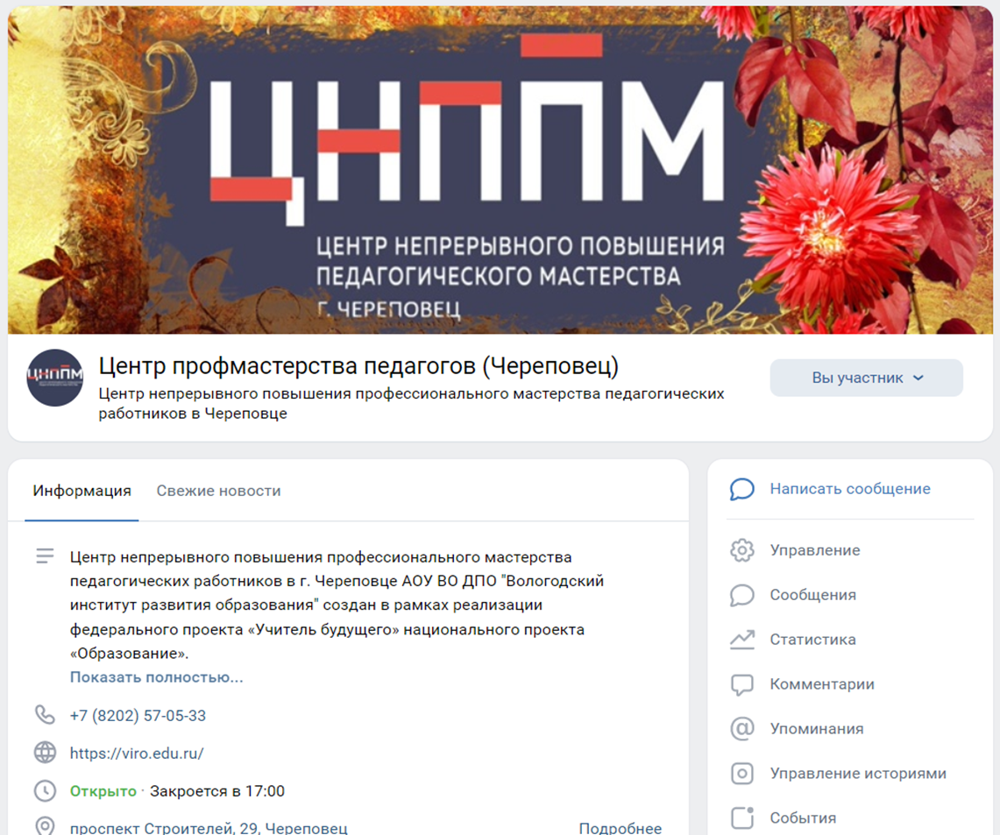 ЦНППМ
ЦЕНТР НЕПРЕРЫВНОГО ПОВЫШЕНИЯ
ПЕДАГОГИЧЕСКОГО МАСТЕРСТВА
Г. ЧЕРЕПОВЕЦ
ЦНППМ
Центр профмастерства педагогов (Череповец)
Центр непрерывного повышения профессионального мастерства педагогических
работников в Череповце
Вы участник
Информация
Свежие новости
Центр непрерывного повышения профессионального мастерства
педагогических работников в г. Череповце АОУ ВО ДПО "Вологодский
институт развития образования" создан в рамках реализации
федерального проекта «Учитель будущего» национального проекта
«Образование».
Показать полностью...
+7 (8202) 57-05-33
https://viro.edu.ru/
Открыто · Закроется в 17:00
проспект Строителей, 29, Череповец
Подробнее
Написать сообщение
Управление
Сообщения
Статистика
Комментарии
Упоминания
Управление историями
События